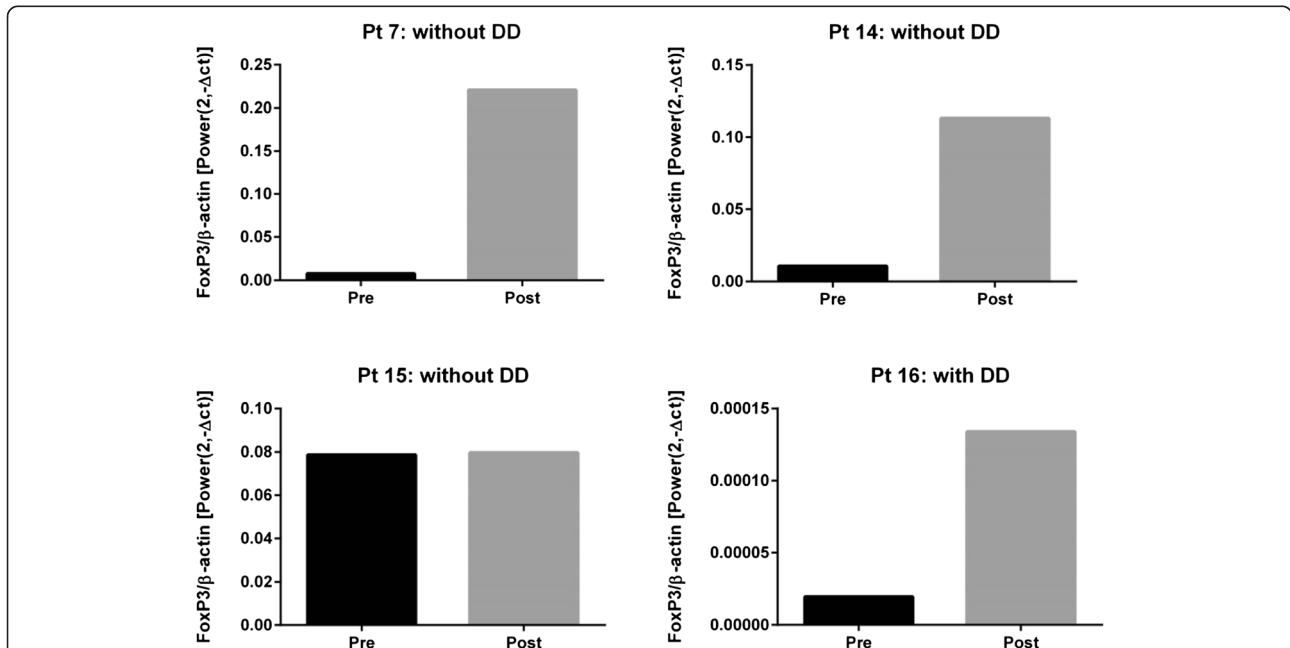 Pt 7: without DD
FoxP3/β-actin [Power(2,-Δct)]
0.25
0.20
0.15
0.10
0.05
0.00
Pre Post
Pt 14: without DD
FoxP3/β-actin [Power(2,-Δct)]
0.15
0.10
0.05
0.00
Pre Post
Pt 15: without DD
FoxP3/β-actin [Power(2,-Δct)]
0.10
0.08
0.06
0.04
0.02
0.00
Pre Post
Pt 16: with DD
FoxP3/β-actin [Power(2,-Δct)]
0.00015
0.00010
0.00005
0.00000
Pre Post